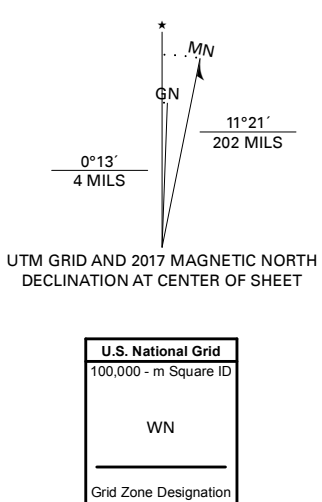 MN
GN
11°21´
202 MILS
0°13´
4 MILS
UTM GRID AND 2017 MAGNETIC NORTH
DECLINATION AT CENTER OF SHEET
U.S. National Grid
100,000 - m Square ID
WN
Grid Zone Designation